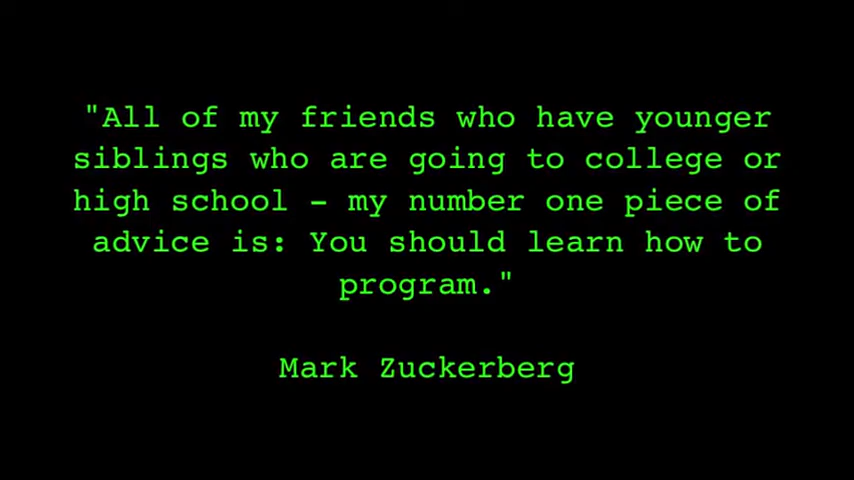 "All of my friends who have younger
siblings who are going to college or
high school - my number one piece of
advice is: You should learn how to
program."
Mark Zuckerberg